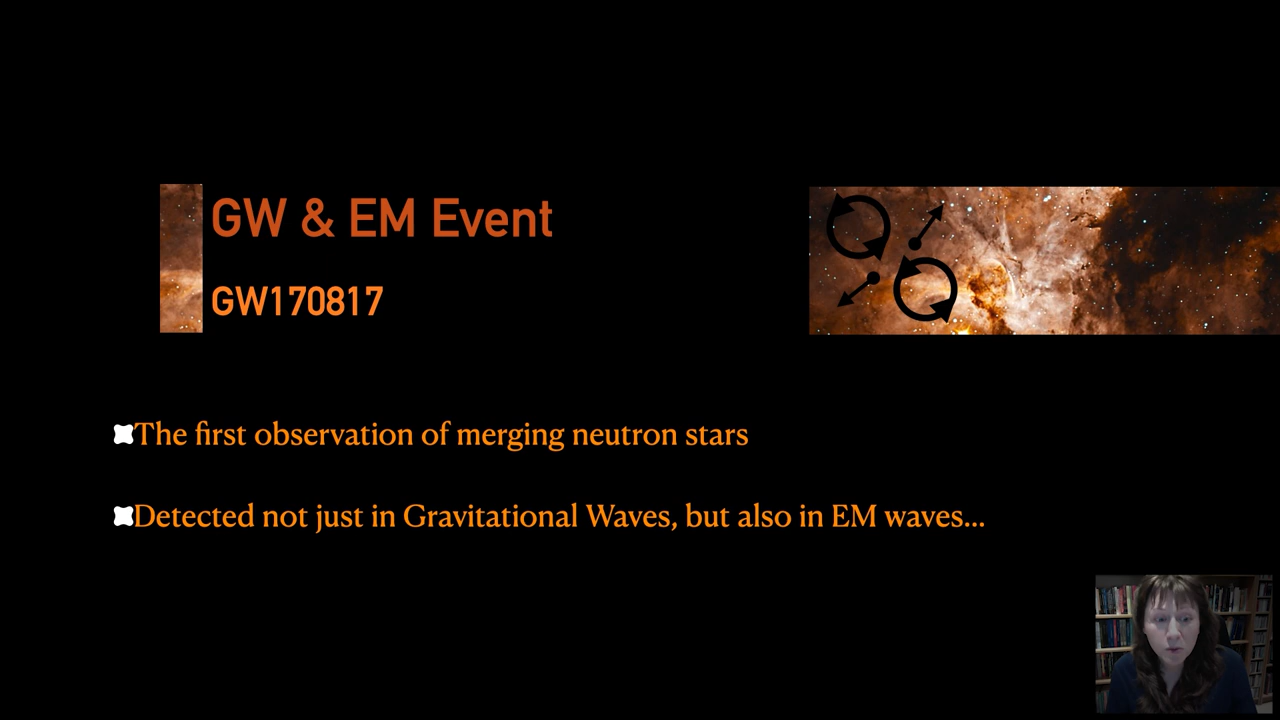 GW & EM Event
GW170817
The first observation of merging neutron stars
Detected not just in Gravitational Waves, but also in EM waves...